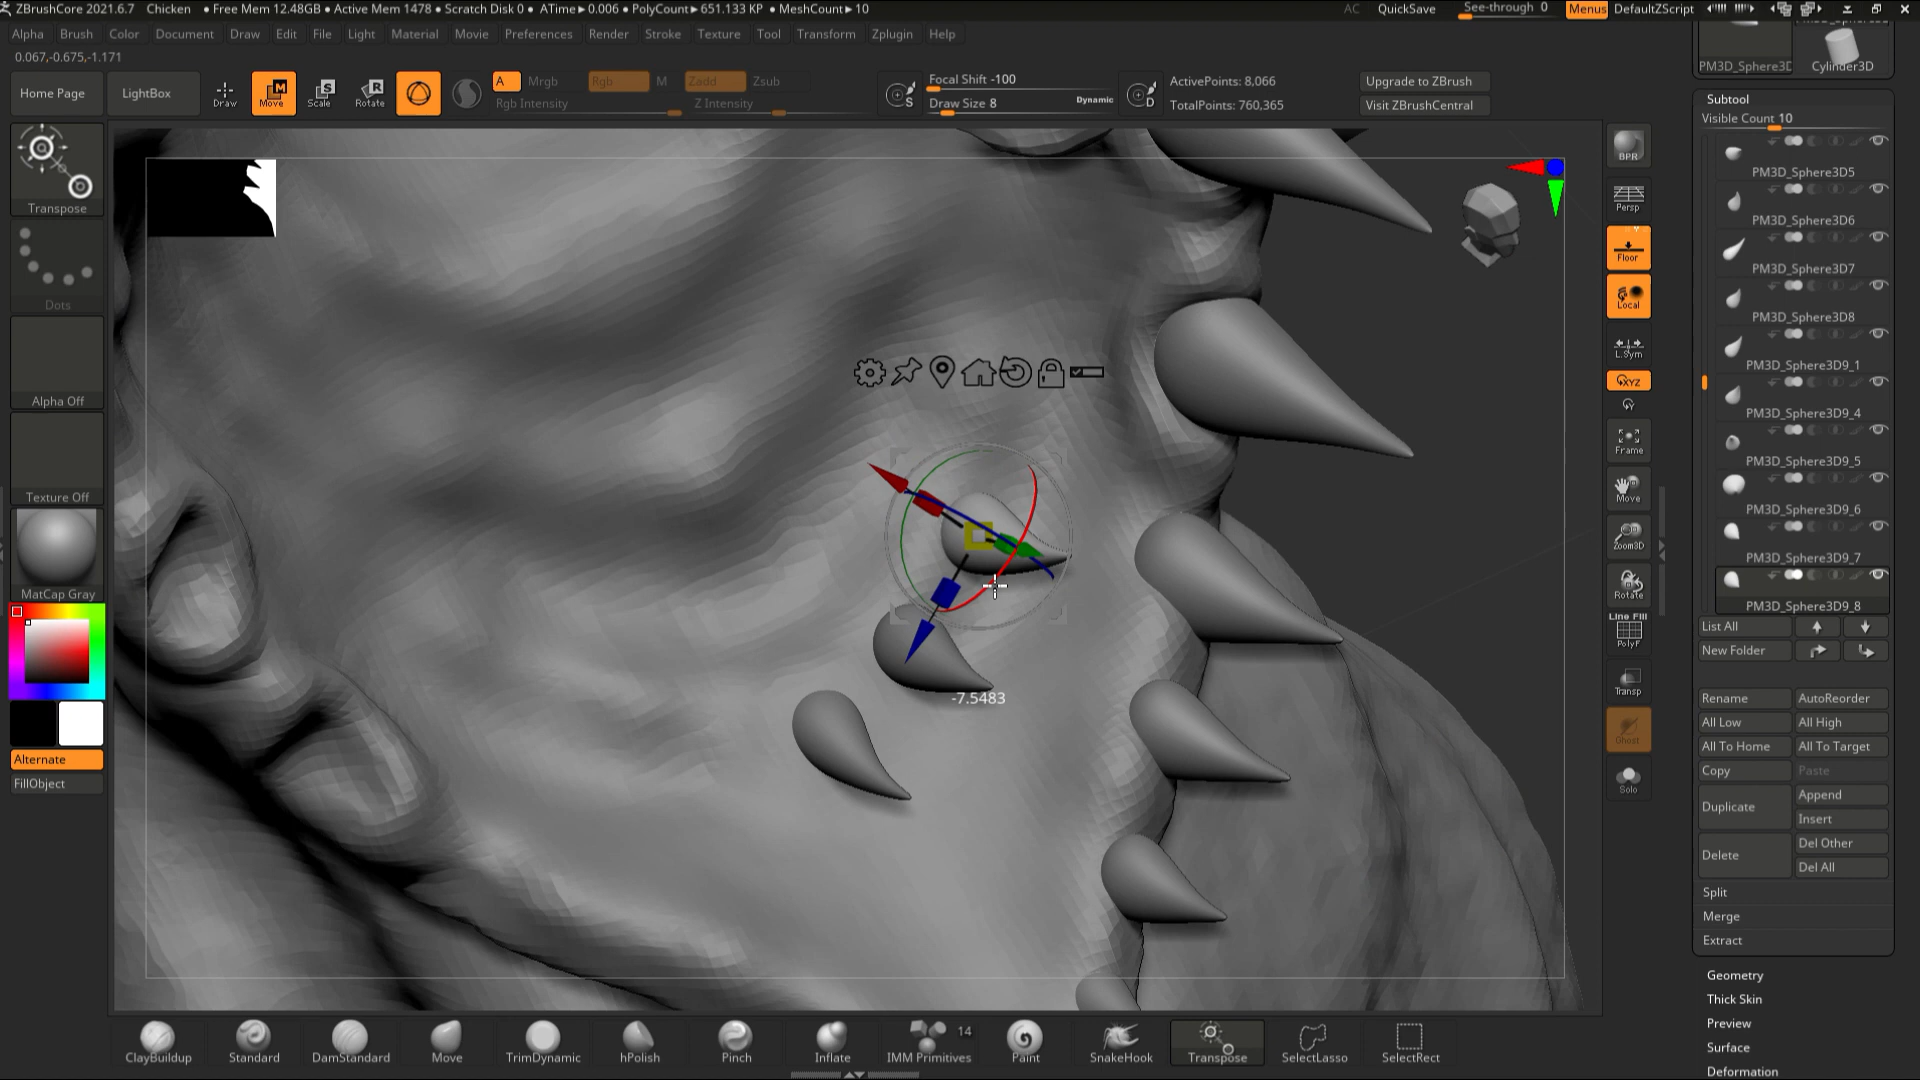 ZBrushCore 2021.6.7 Chicken • Free Mem 12.48GB • Active Mem 1478 • Scratch Disk 0 • ATime►0.006 • PolyCount►651.133 KP • MeshCount►10 AC QuickSave See-through 0 Menus DefaultZScript
Alpha Brush Color Document Draw Edit File Light Material Movie Preferences Render Stroke Texture Tool Transform Zplugin Help
0.067,-0.675,-1.171
Home Page LightBox Draw Move Scale Rotate
M S R
A Mrgb Rgb M Zadd Zsub
Rgb Intensity Z Intensity
S Focal Shift -100
Draw Size 8 Dynamic
D ActivePoints: 8,066
TotalPoints: 760,365
Upgrade to ZBrush
Visit ZBrushCentral
Transpose
Dots
Alpha Off
Texture Off
MatCap Gray
Alternate
FillObject
-7.5483
BPR
Persp
Floor
Local
L.Sym
XYZ
Y
Frame
Move
Zoom3D
Rotate
Line Fill
PolyF
Transp
Ghost
Solo
PM3D_Sphere3D Cylinder3D
Subtool
Visible Count 10
PM3D_Sphere3D5
PM3D_Sphere3D6
PM3D_Sphere3D7
PM3D_Sphere3D8
PM3D_Sphere3D9_1
PM3D_Sphere3D9_4
PM3D_Sphere3D9_5
PM3D_Sphere3D9_6
PM3D_Sphere3D9_7
PM3D_Sphere3D9_8
List All
New Folder
Rename AutoReorder
All Low All High
All To Home All To Target
Copy Paste
Duplicate Append
Insert
Delete Del Other
Del All
Split
Merge
Extract
Geometry
Thick Skin
Preview
Surface
Deformation
ClayBuildup Standard DamStandard Move TrimDynamic hPolish Pinch Inflate IMM Primitives 14 Paint SnakeHook Transpose SelectLasso SelectRect